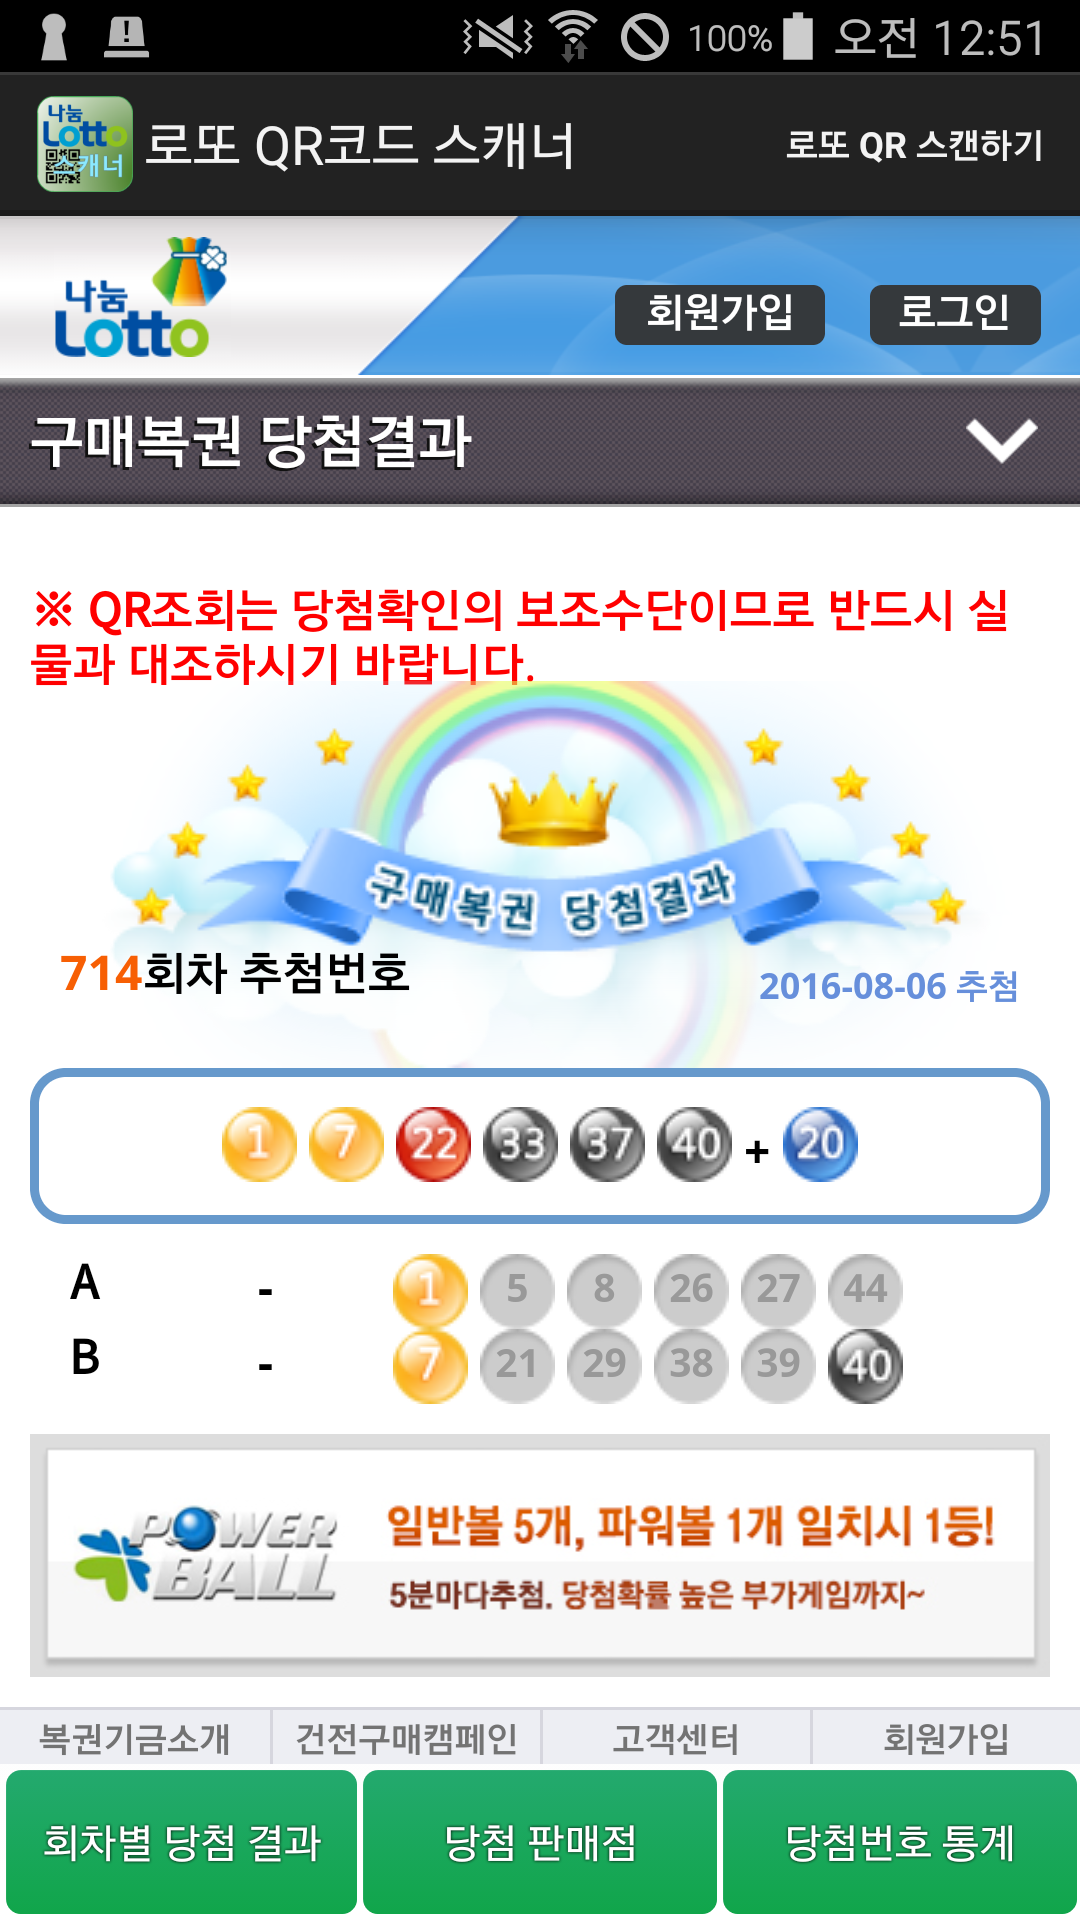 100% 오전 12:51
나눔
Lotto
스캐너
로또 QR코드 스캐너
로또 QR 스캔하기
나눔
Lotto
회원가입
로그인
구매복권 당첨결과
※ QR조회는 당첨확인의 보조수단이므로 반드시 실
물과 대조하시기 바랍니다.
구매복권 당첨결과
714회차 추첨번호
2016-08-06 추첨
1 7 22 33 37 40 + 20
A - 1 5 8 26 27 44
B - 7 21 29 38 39 40
POWER
BALL
일반볼 5개, 파워볼 1개 일치시 1등!
5분마다추첨. 당첨확률 높은 부가게임까지~
복권기금소개 건전구매캠페인 고객센터 회원가입
회차별 당첨 결과 당첨 판매점 당첨번호 통계